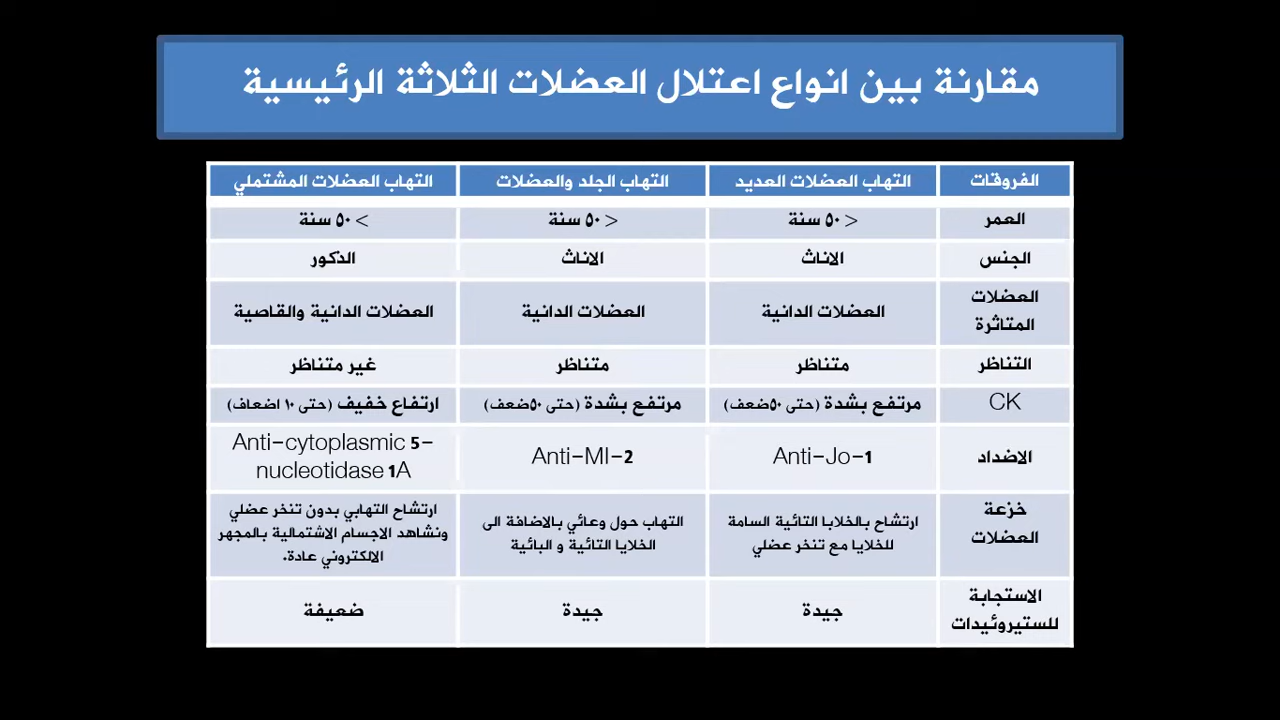 مقارنة بين انواع اعتلال العضلات الثلاثة الرئيسية
الفروقات
التهاب العضلات العديد
التهاب الجلد والعضلات
التهاب العضلات المشتملي
العمر
< ٥٠ سنة
< ٥٠ سنة
> ٥٠ سنة
الجنس
الاناث
الاناث
الذكور
العضلات
المتاثرة
العضلات الدانية
العضلات الدانية
العضلات الدانية والقاصية
التناظر
متناظر
متناظر
غير متناظر
CK
مرتفع بشدة (حتى ٥٠ضعف)
مرتفع بشدة (حتى ٥٠ضعف)
ارتفاع خفيف (حتى ١٠ اضعاف)
الاضداد
Anti-Jo-1
Anti-MI-2
Anti-cytoplasmic 5-
nucleotidase 1A
خزعة
العضلات
ارتشاح بالخلايا التائية السامة
للخلايا مع تنخر عضلي
التهاب حول وعائي بالاضافة الى
الخلايا التائية و البائية
ارتشاح التهابي بدون تنخر عضلي
ونشاهد الاجسام الاشتمالية بالمجهر
الالكتروني عادة.
الاستجابة
للستيروئيدات
جيدة
جيدة
ضعيفة